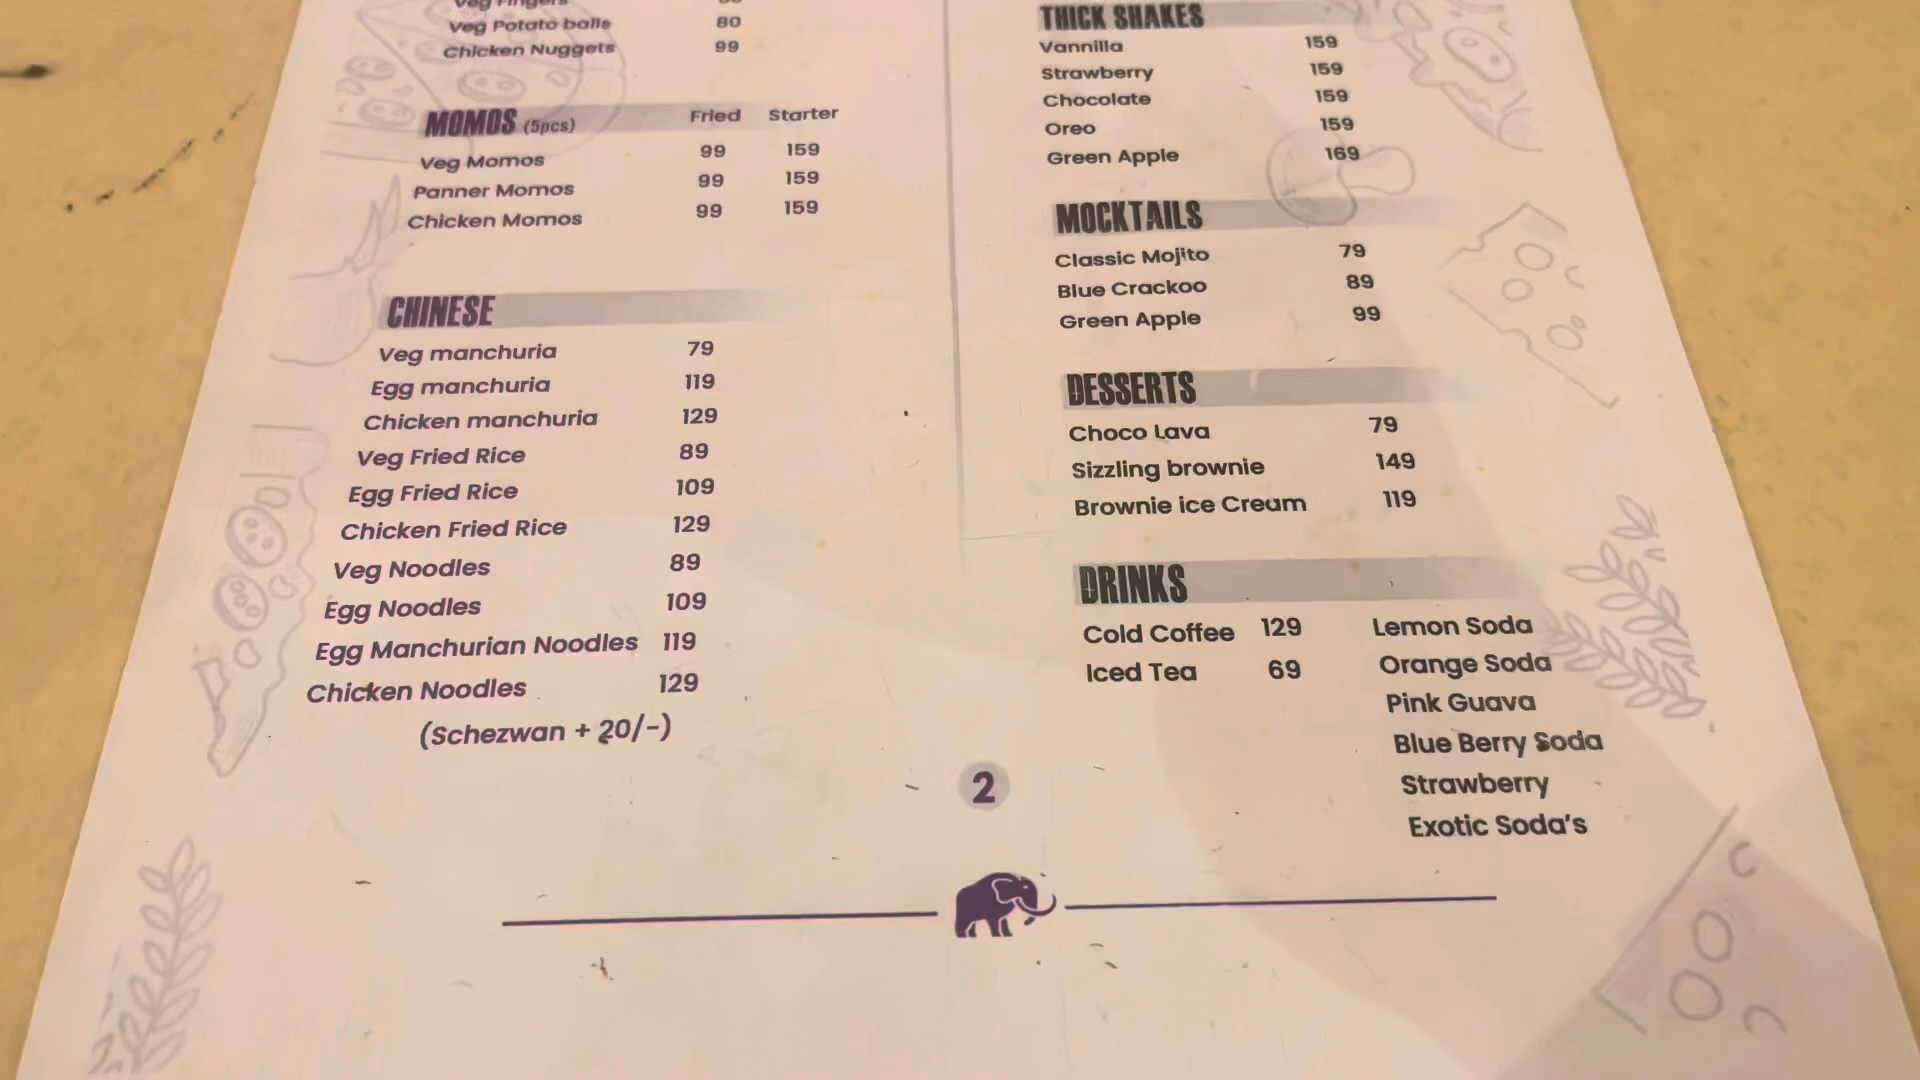 Veg Fingers
Veg Potato balls 80
Chicken Nuggets 99
MOMOS (5pcs) Fried Starter
Veg Momos 99 159
Panner Momos 99 159
Chicken Momos 99 159
CHINESE
Veg manchuria 79
Egg manchuria 119
Chicken manchuria 129
Veg Fried Rice 89
Egg Fried Rice 109
Chicken Fried Rice 129
Veg Noodles 89
Egg Noodles 109
Egg Manchurian Noodles 119
Chicken Noodles 129
(Schezwan + 20/-)
THICK SHAKES
Vannilla 159
Strawberry 159
Chocolate 159
Oreo 159
Green Apple 169
MOCKTAILS
Classic Mojito 79
Blue Crackoo 89
Green Apple 99
DESSERTS
Choco Lava 79
Sizzling brownie 149
Brownie ice Cream 119
DRINKS
Cold Coffee 129
Iced Tea 69
Lemon Soda
Orange Soda
Pink Guava
Blue Berry Soda
Strawberry
Exotic Soda's
2